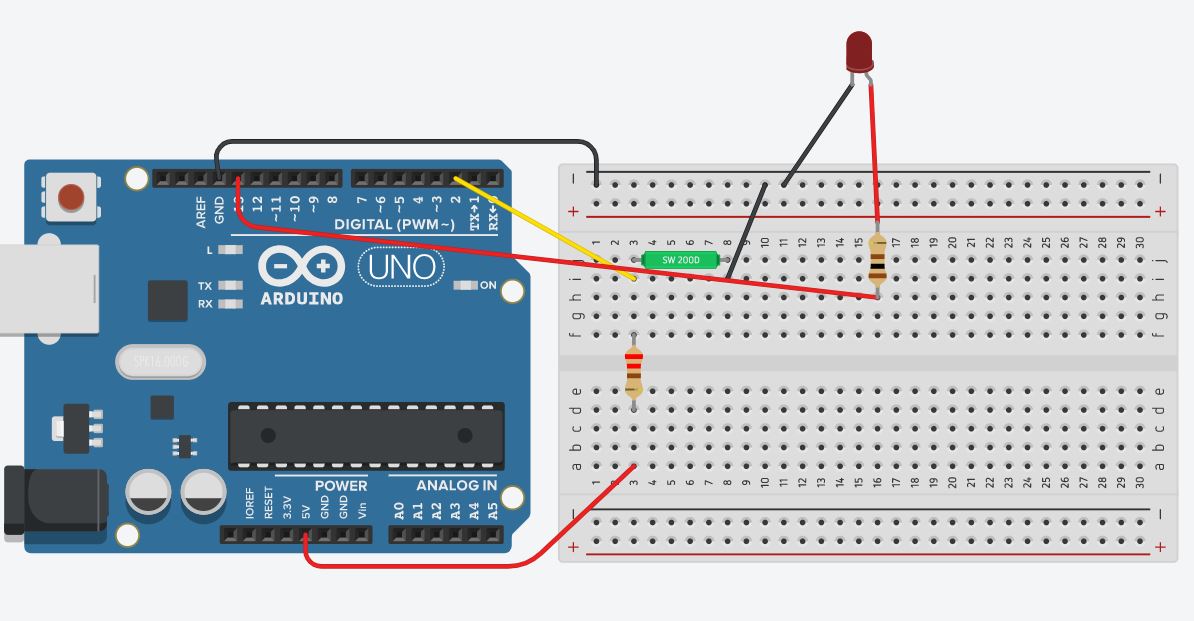 AREF
GND
13
12
~11
~10
~9
8
7
~6
~5
4
~3
2
TX→1
RX←0
DIGITAL (PWM~)
L
TX
RX
UNO
ARDUINO
ON
SPK16.000G
IOREF
RESET
3.3V
5V
GND
GND
Vin
POWER
ANALOG IN
A0
A1
A2
A3
A4
A5
SW 200D
− −
+ +
1 2 3 4 5 6 7 8 9 10 11 12 13 14 15 16 17 18 19 20 21 22 23 24 25 26 27 28 29 30
j j
i i
h h
g g
f f
e e
d d
c c
b b
a a
1 2 3 4 5 6 7 8 9 10 11 12 13 14 15 16 17 18 19 20 21 22 23 24 25 26 27 28 29 30
− −
+ +